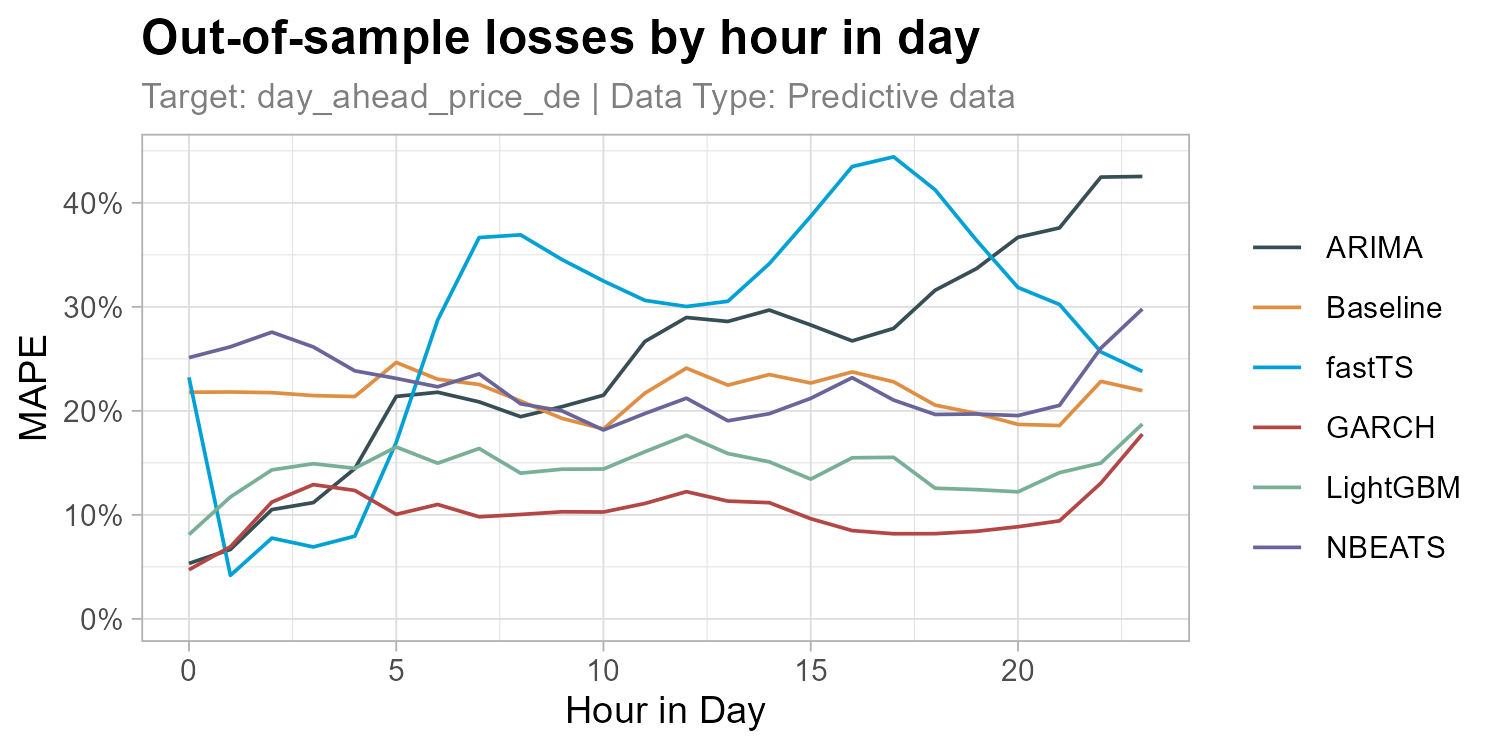 Out-of-sample losses by hour in day
Target: day_ahead_price_de | Data Type: Predictive data
MAPE
40%
30%
20%
10%
0%
0 5 10 15 20
Hour in Day
ARIMA
Baseline
fastTS
GARCH
LightGBM
NBEATS